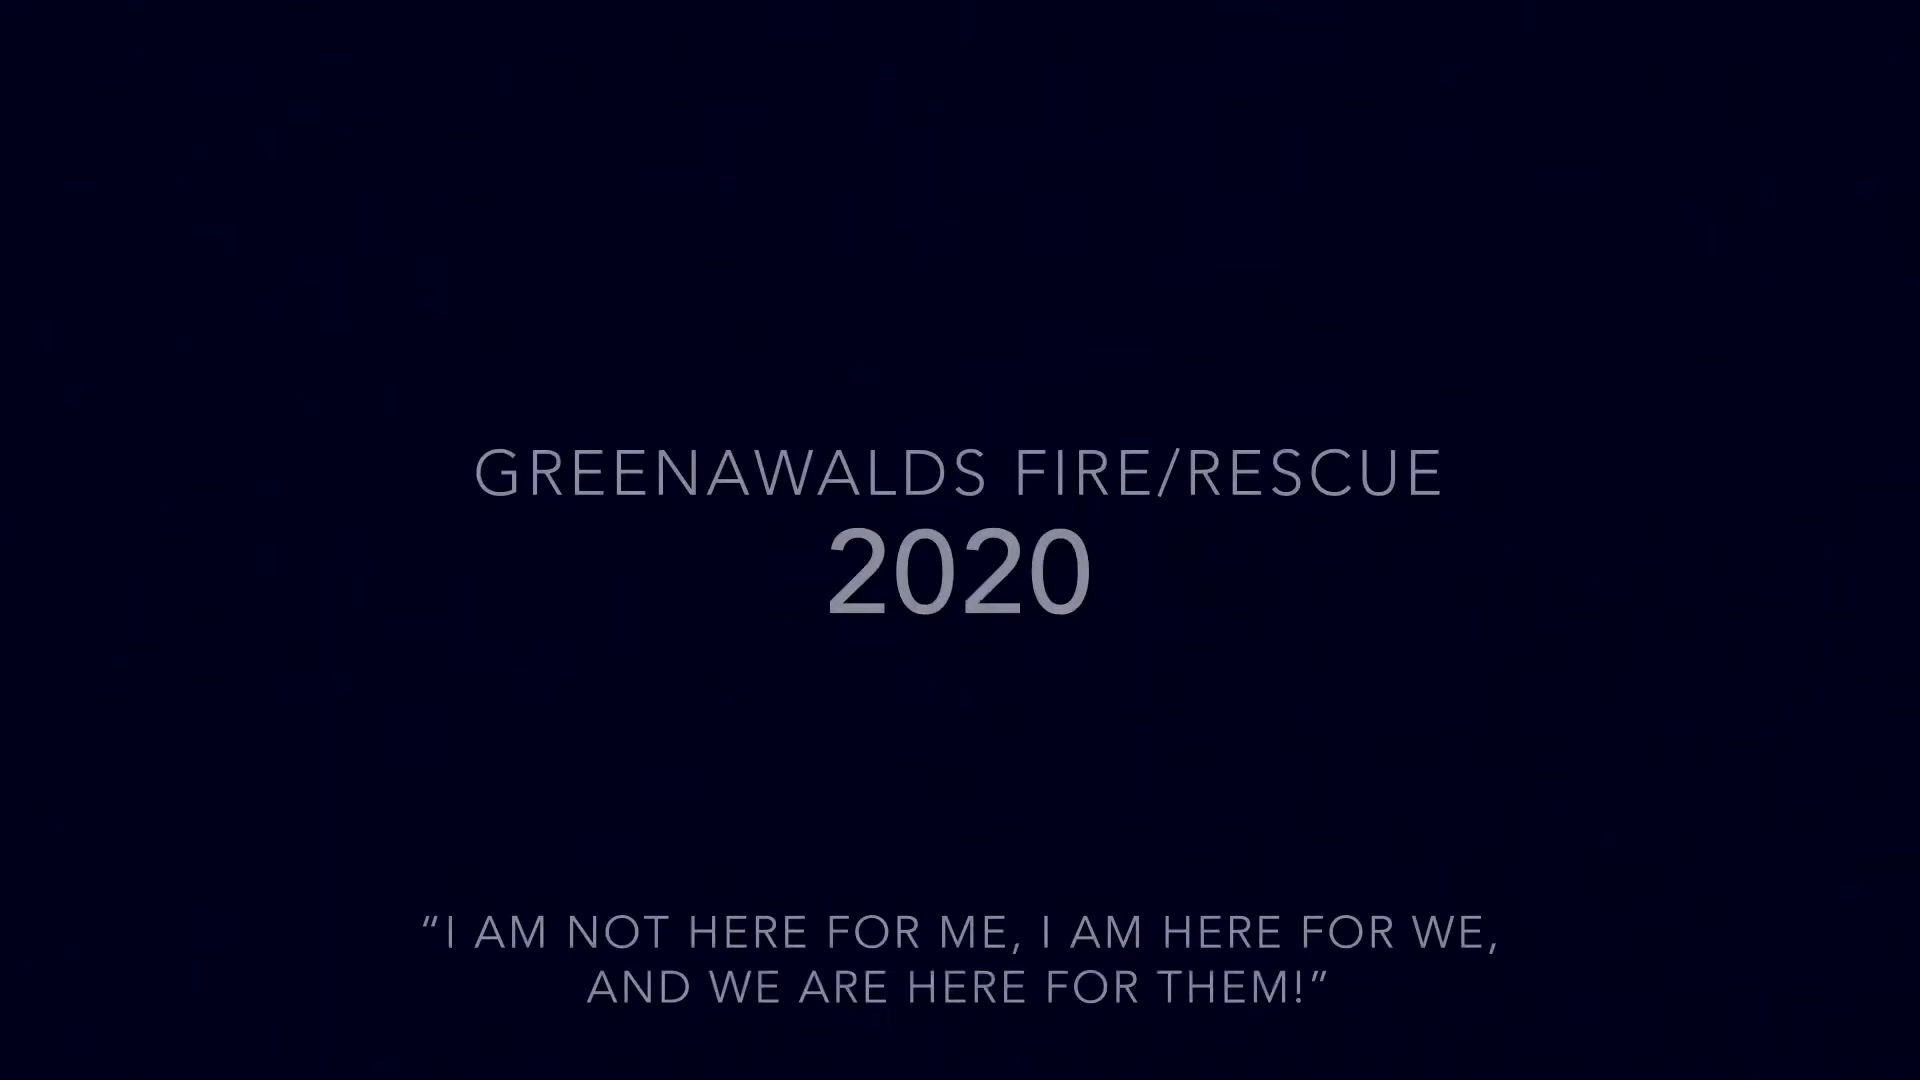 GREENAWALDS FIRE/RESCUE
2020
“I AM NOT HERE FOR ME, I AM HERE FOR WE,
AND WE ARE HERE FOR THEM!”